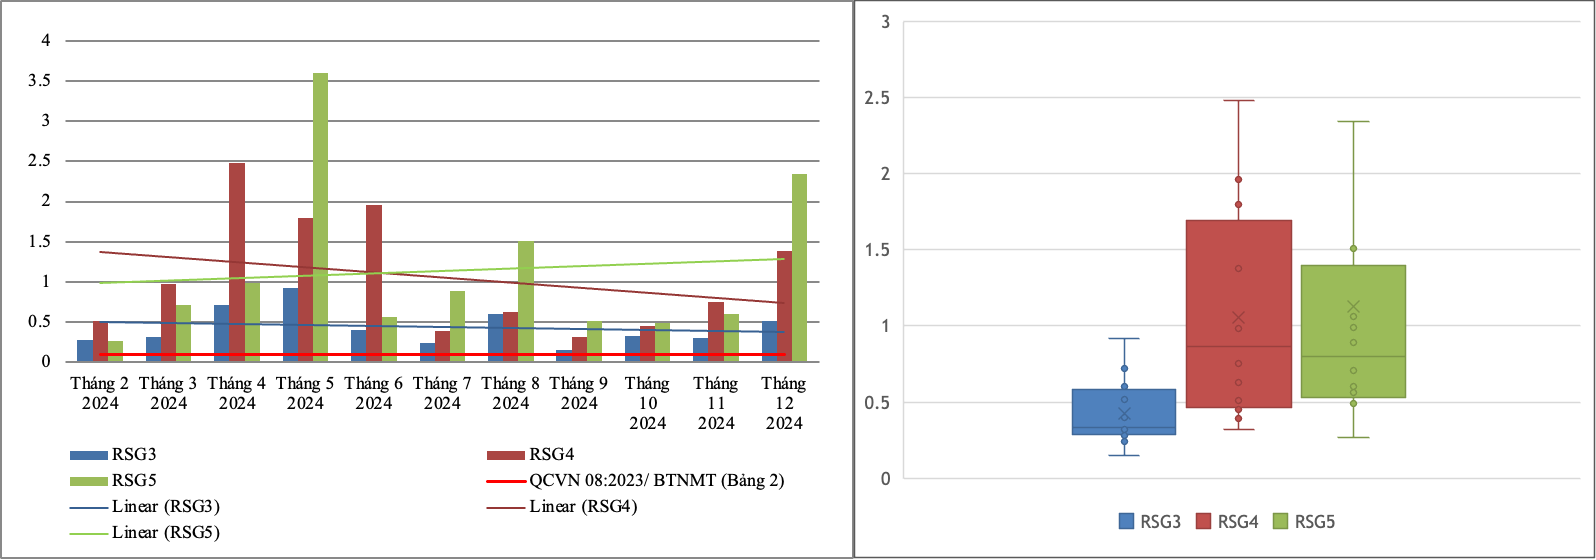 4
3.5
3
2.5
2
1.5
1
0.5
0
Tháng 2 2024
Tháng 3 2024
Tháng 4 2024
Tháng 5 2024
Tháng 6 2024
Tháng 7 2024
Tháng 8 2024
Tháng 9 2024
Tháng 10 2024
Tháng 11 2024
Tháng 12 2024
RSG3
RSG4
RSG5
QCVN 08:2023/ BTNMT (Bảng 2)
Linear (RSG3)
Linear (RSG4)
Linear (RSG5)
3
2.5
2
1.5
1
0.5
0
RSG3 RSG4 RSG5